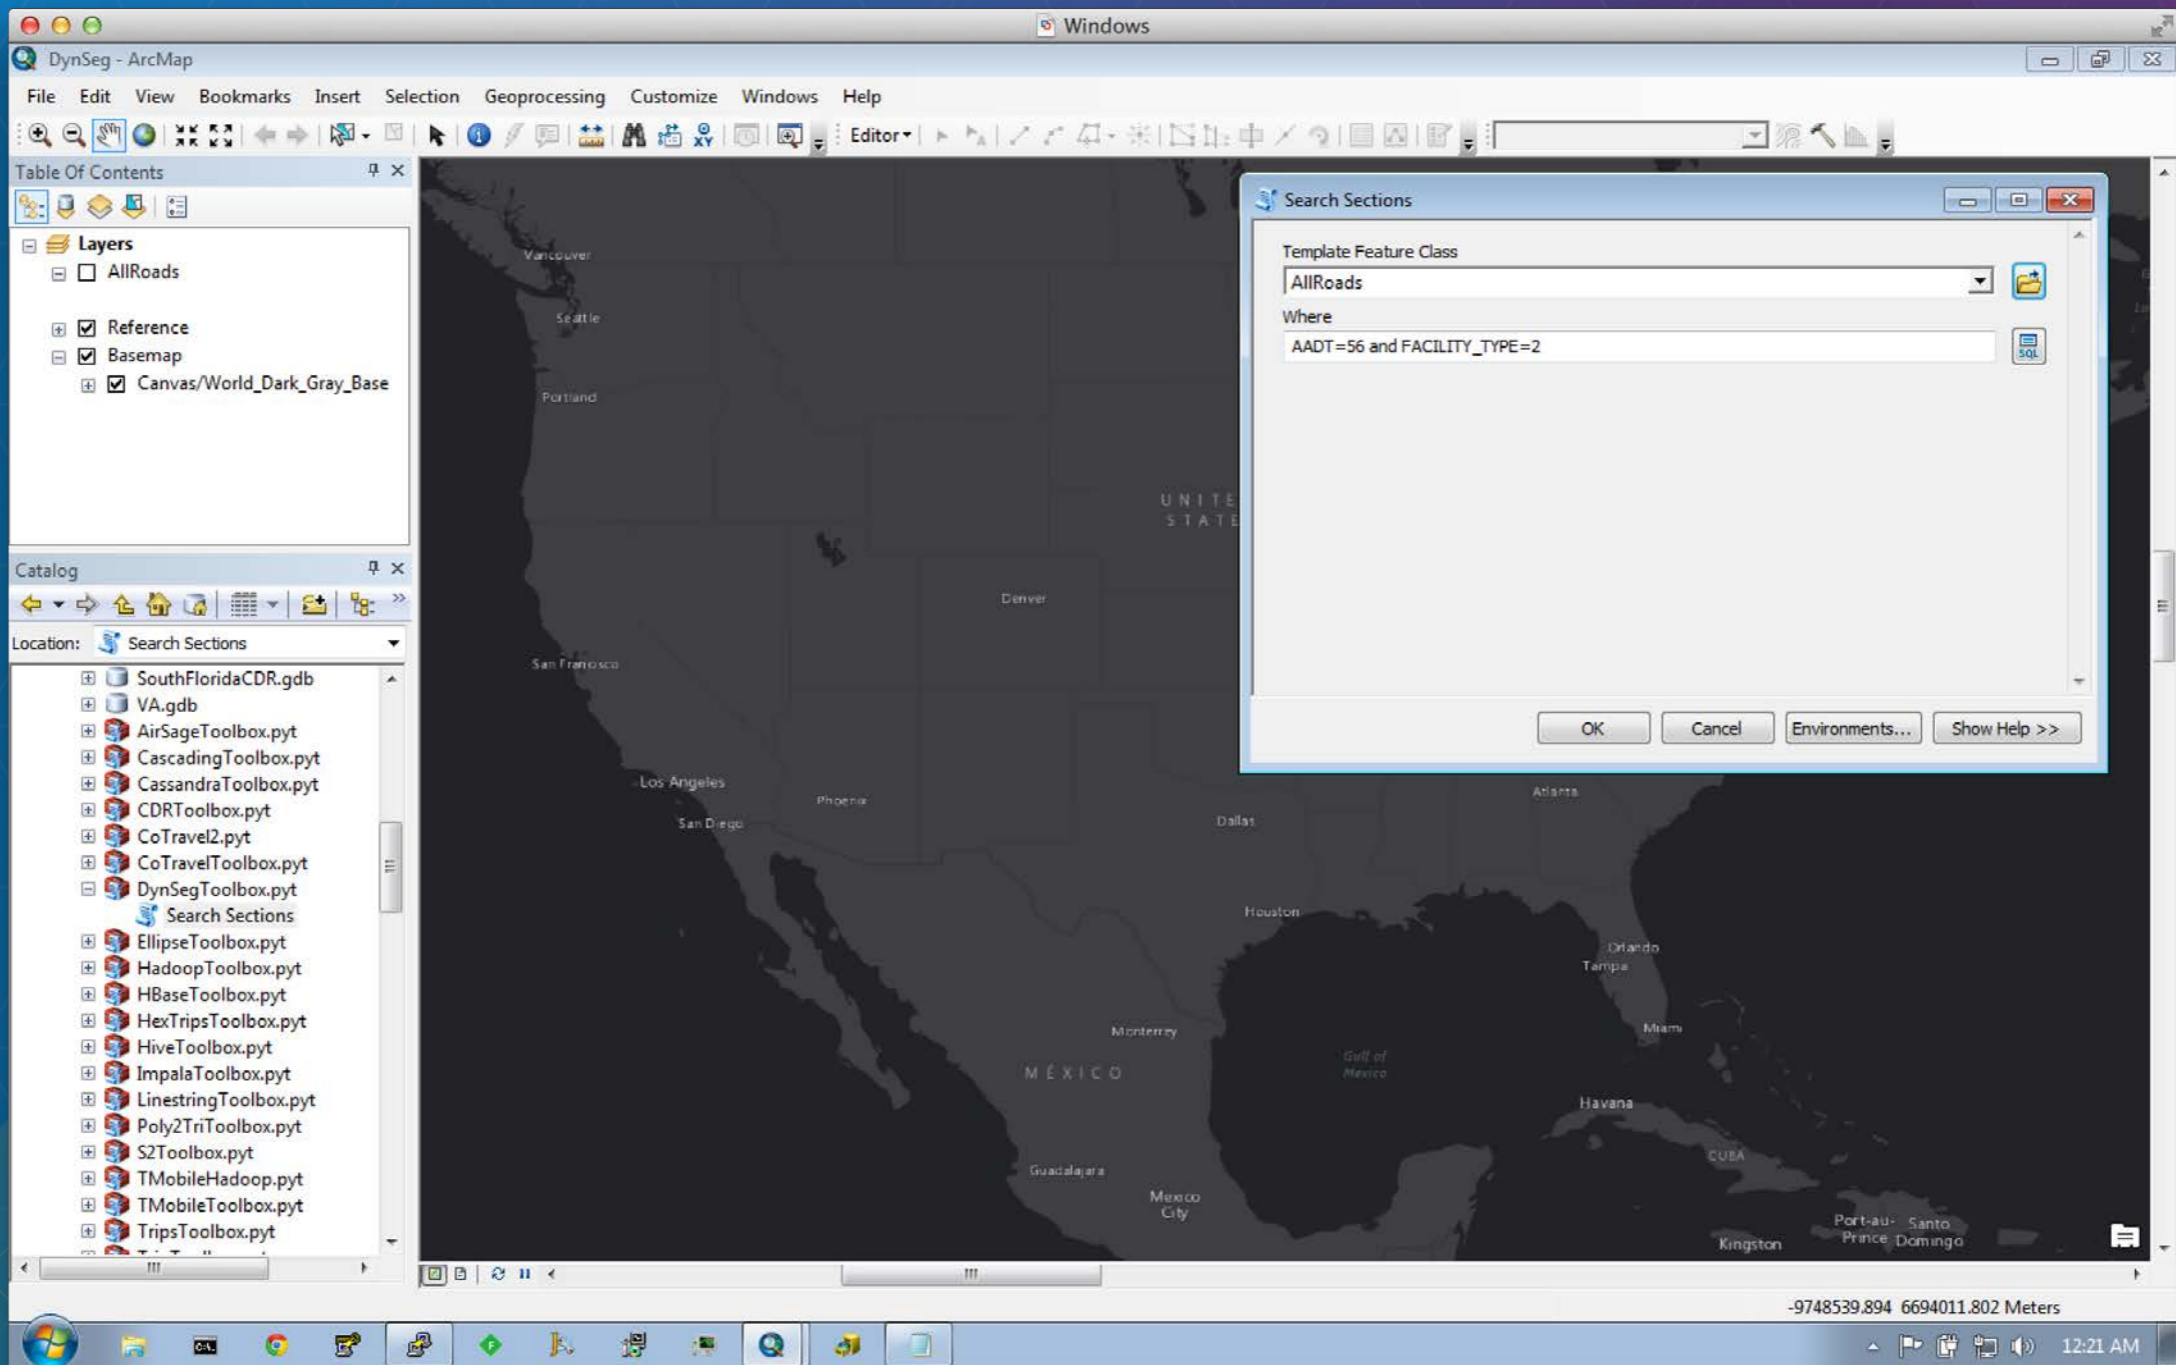 Windows
DynSeg - ArcMap
File Edit View Bookmarks Insert Selection Geoprocessing Customize Windows Help
Editor
Table Of Contents
Layers
AllRoads
Reference
Basemap
Canvas/World_Dark_Gray_Base
Catalog
Location: Search Sections
SouthFloridaCDR.gdb
VA.gdb
AirSageToolbox.pyt
CascadingToolbox.pyt
CassandraToolbox.pyt
CDRToolbox.pyt
CoTravel2.pyt
CoTravelToolbox.pyt
DynSegToolbox.pyt
Search Sections
EllipseToolbox.pyt
HadoopToolbox.pyt
HBaseToolbox.pyt
HexTripsToolbox.pyt
HiveToolbox.pyt
ImpalaToolbox.pyt
LinestringToolbox.pyt
Poly2TriToolbox.pyt
S2Toolbox.pyt
TMobileHadoop.pyt
TMobileToolbox.pyt
TripsToolbox.pyt
Vancouver
Seattle
Portland
UNITE
STATE
Denver
San Francisco
Los Angeles
Phoenix
San Diego
Dallas
Atlanta
Houston
Orlando
Tampa
Miami
Monterrey
Gulf of
Mexico
MÉXICO
Havana
CUBA
Guadalajara
Mexico
City
Port-au-
Prince
Santo
Domingo
Kingston
Search Sections
Template Feature Class
AllRoads
Where
AADT=56 and FACILITY_TYPE=2
SQL
OK Cancel Environments... Show Help >>
-9748539.894 6694011.802 Meters
12:21 AM